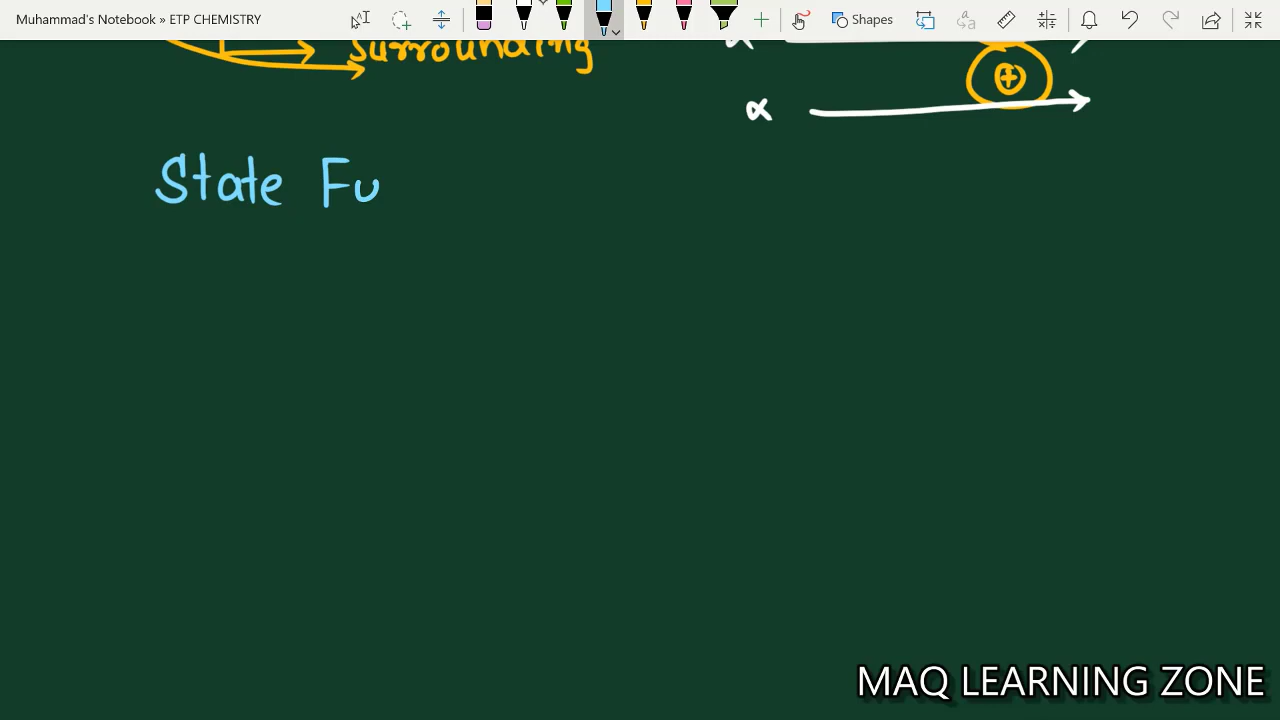 Muhammad's Notebook » ETP CHEMISTRY
Shapes
surrounding
α
α
State Fu
MAQ LEARNING ZONE